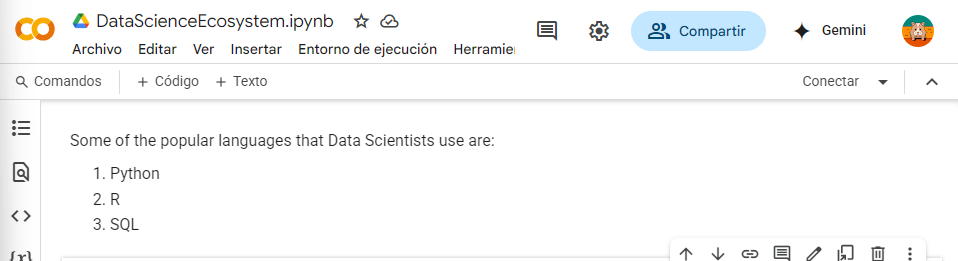 DataScienceEcosystem.ipynb
Archivo Editar Ver Insertar Entorno de ejecución Herramie
Compartir
Gemini
Comandos + Código + Texto
Conectar
Some of the popular languages that Data Scientists use are:
1. Python
2. R
3. SQL
{x}